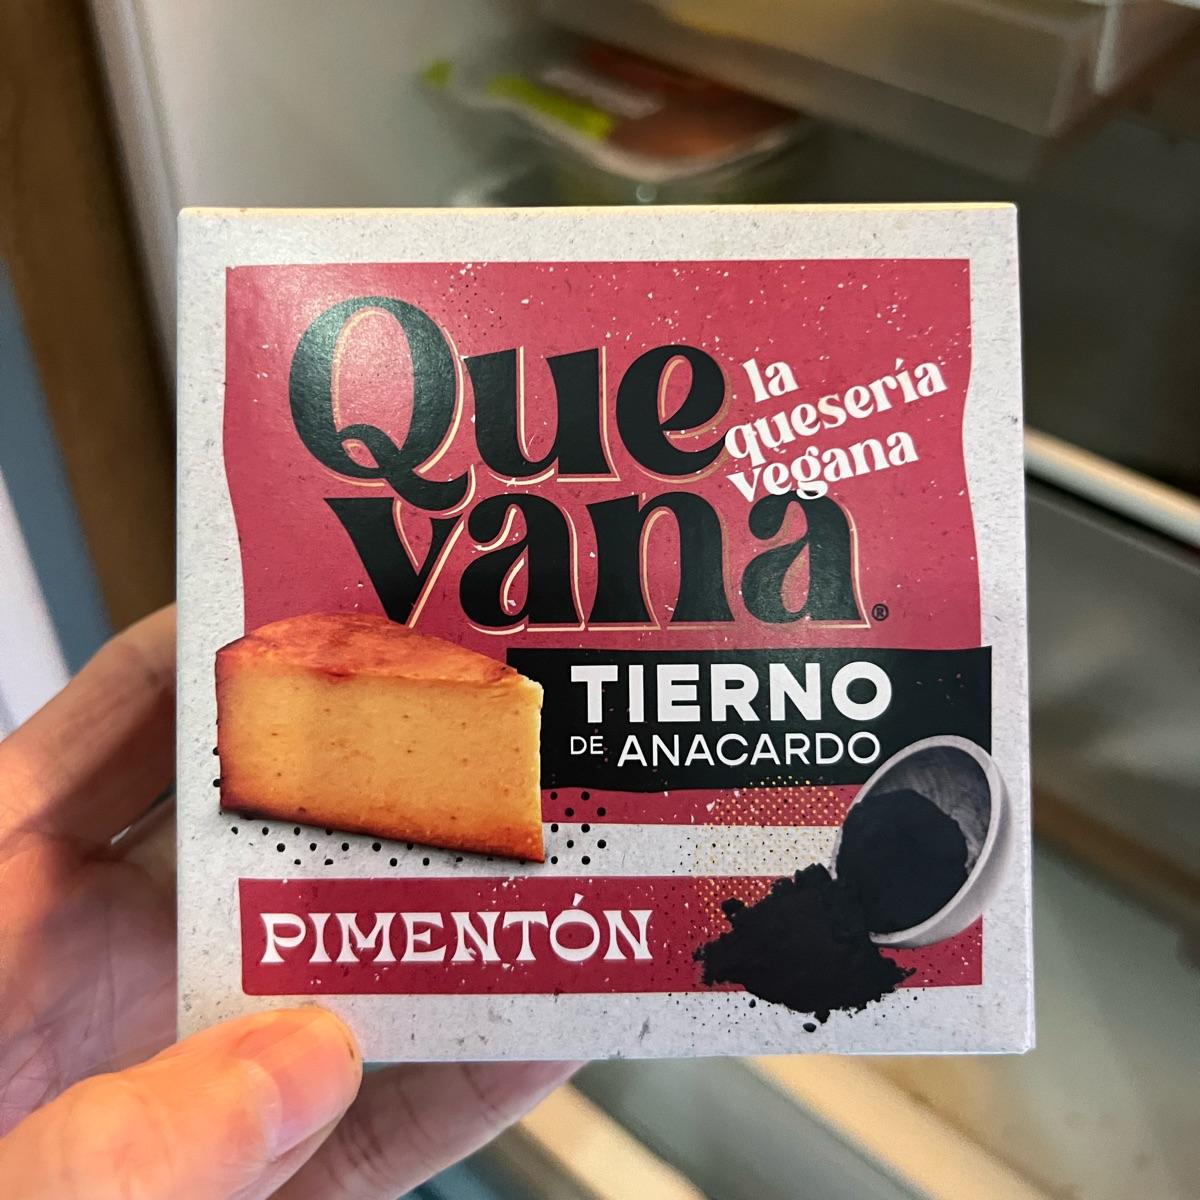 Que
vana®
la
quesería
vegana
TIERNO
DE ANACARDO
PIMENTÓN